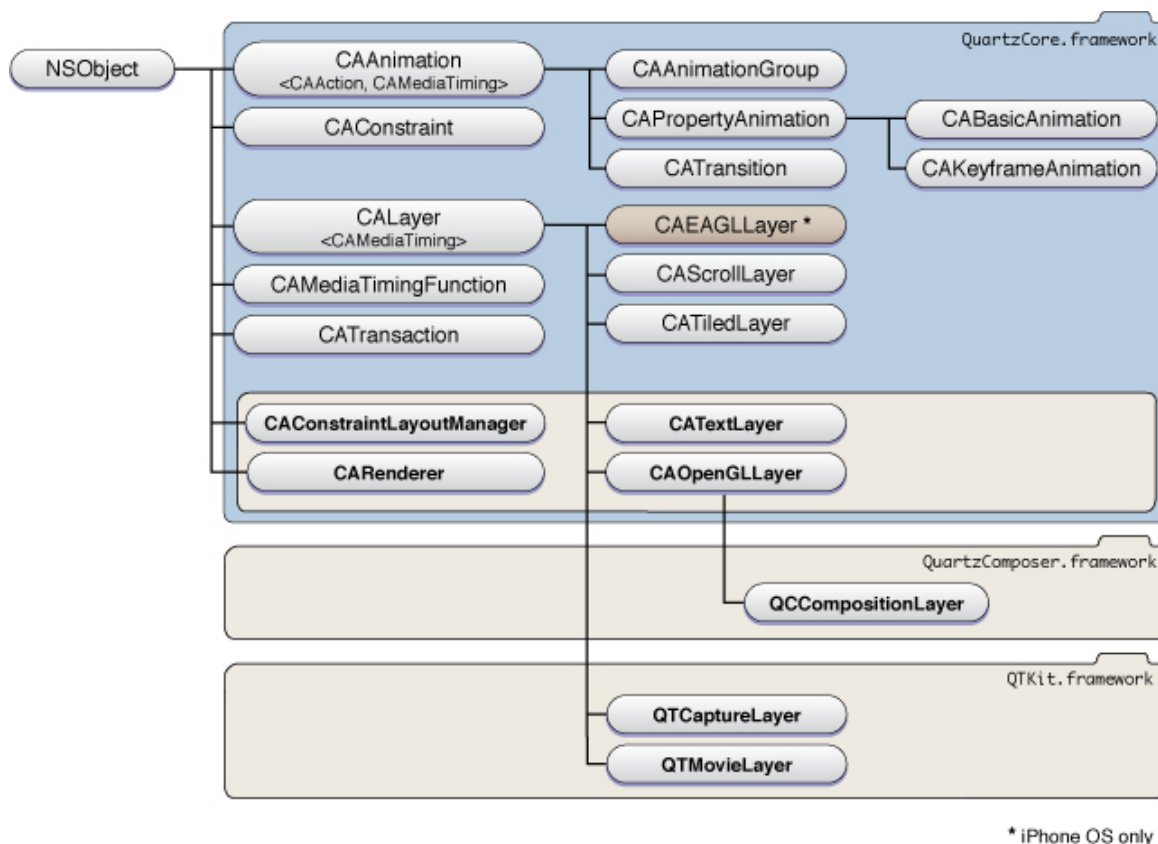 QuartzCore.framework
NSObject
CAAnimation
<CAAction, CAMediaTiming>
CAAnimationGroup
CAConstraint
CAPropertyAnimation
CABasicAnimation
CATransition
CAKeyframeAnimation
CALayer
<CAMediaTiming>
CAEAGLLayer *
CAMediaTimingFunction
CAScrollLayer
CATransaction
CATiledLayer
CAConstraintLayoutManager
CATextLayer
CARenderer
CAOpenGLLayer
QuartzComposer.framework
QCCompositionLayer
QTKit.framework
QTCaptureLayer
QTMovieLayer
* iPhone OS only